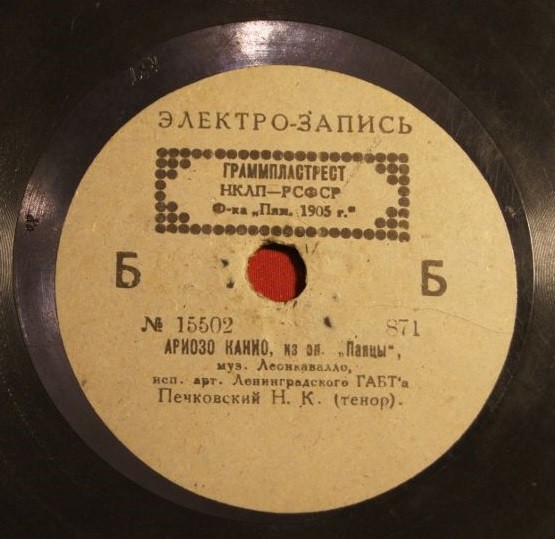 ЭЛЕКТРО-ЗАПИСЬ
ГРАММПЛАСТРЕСТ
НКЛП—РСФСР
Ф-ка „Пям. 1905 г.“
Б Б
№ 15502 871
АРИОЗО КАНИО, из оп. „Паяцы“,
муз. Леонкавалло,
исп. арт. Ленинградского ГАБТ'а
Печковский Н. К. (тенор).